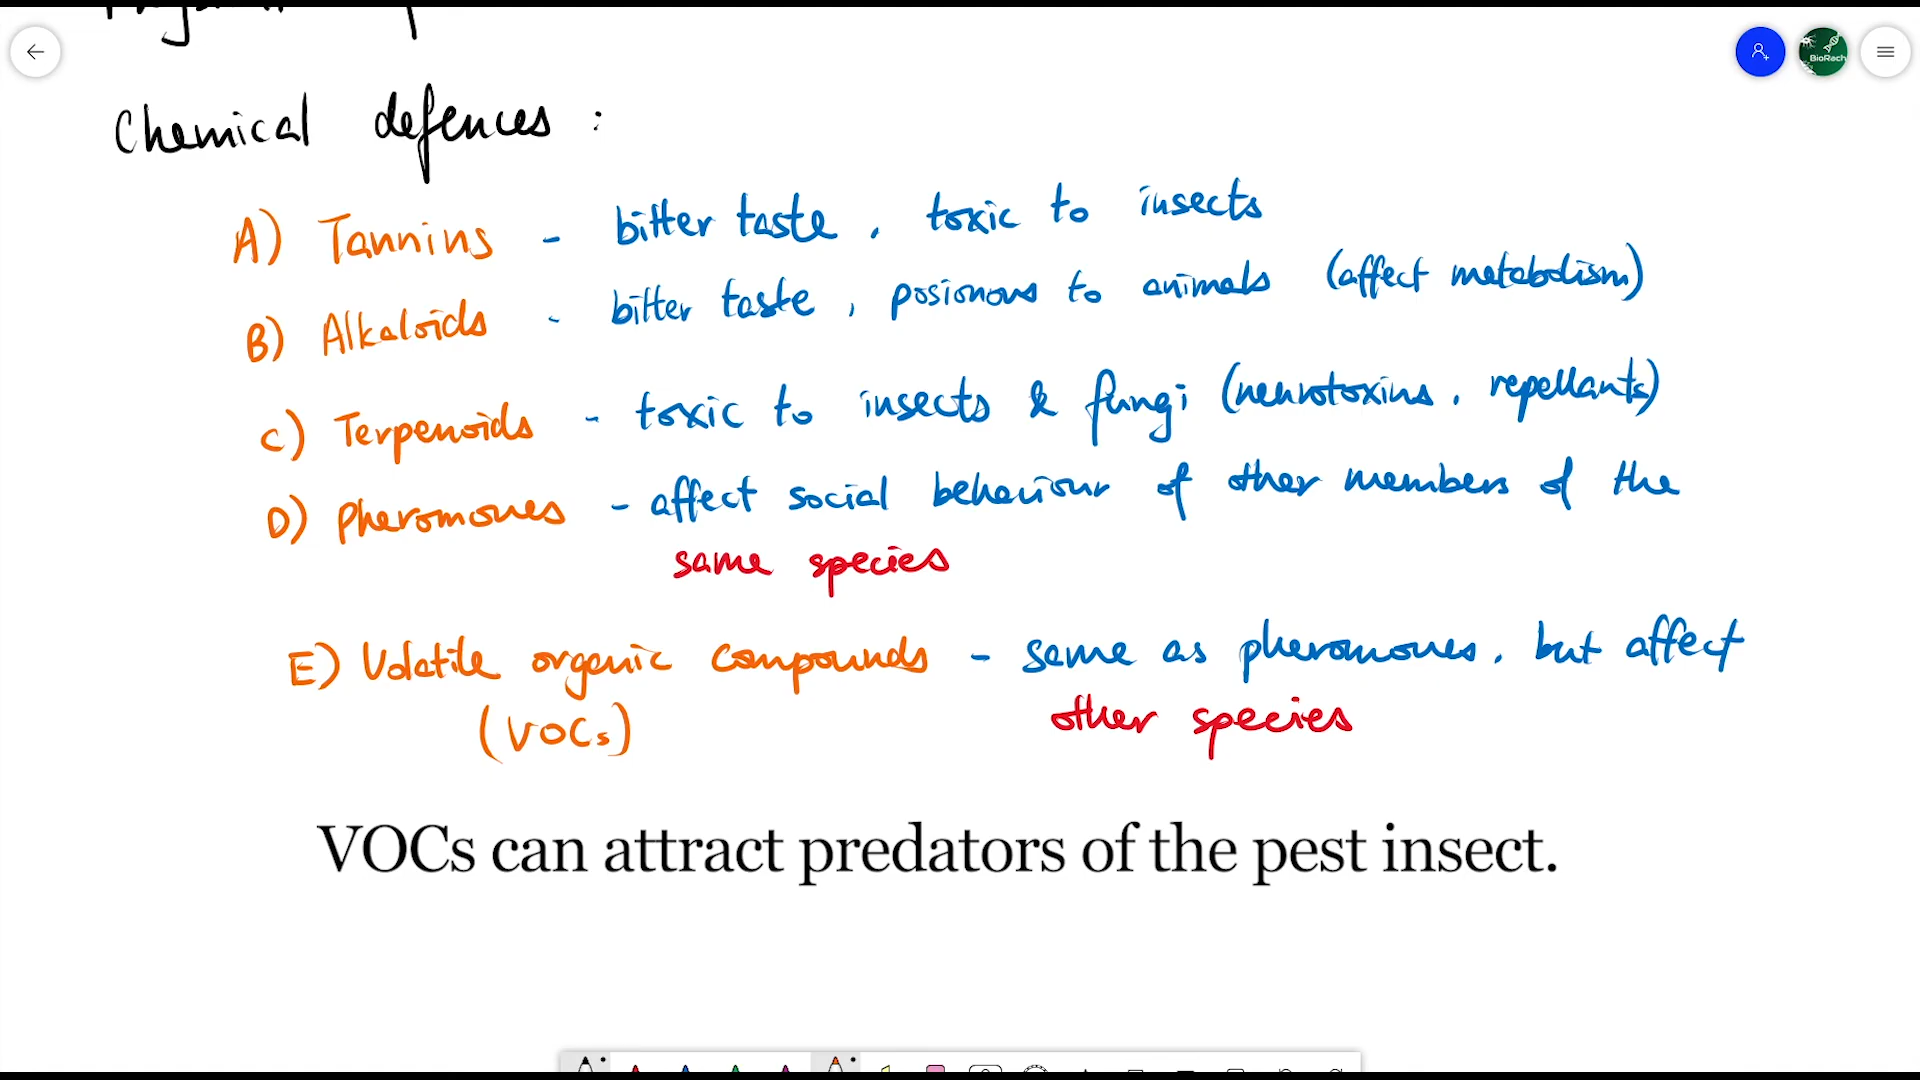 Chemical defences :
A) Tannins - bitter taste, toxic to insects
B) Alkaloids - bitter taste, posionous to animals (affect metabolism)
C) Terpenoids - toxic to insects & fungi (neurotoxins, repellants)
D) Pheromones - affect social behaviour of other members of the
same species
E) Volatile organic compounds - same as pheromones, but affect
(VOCs) other species
VOCs can attract predators of the pest insect.
BioRach